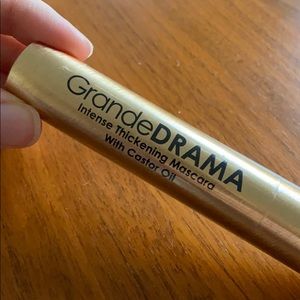 GrandeDRAMA
Intense Thickening Mascara
With Castor Oil